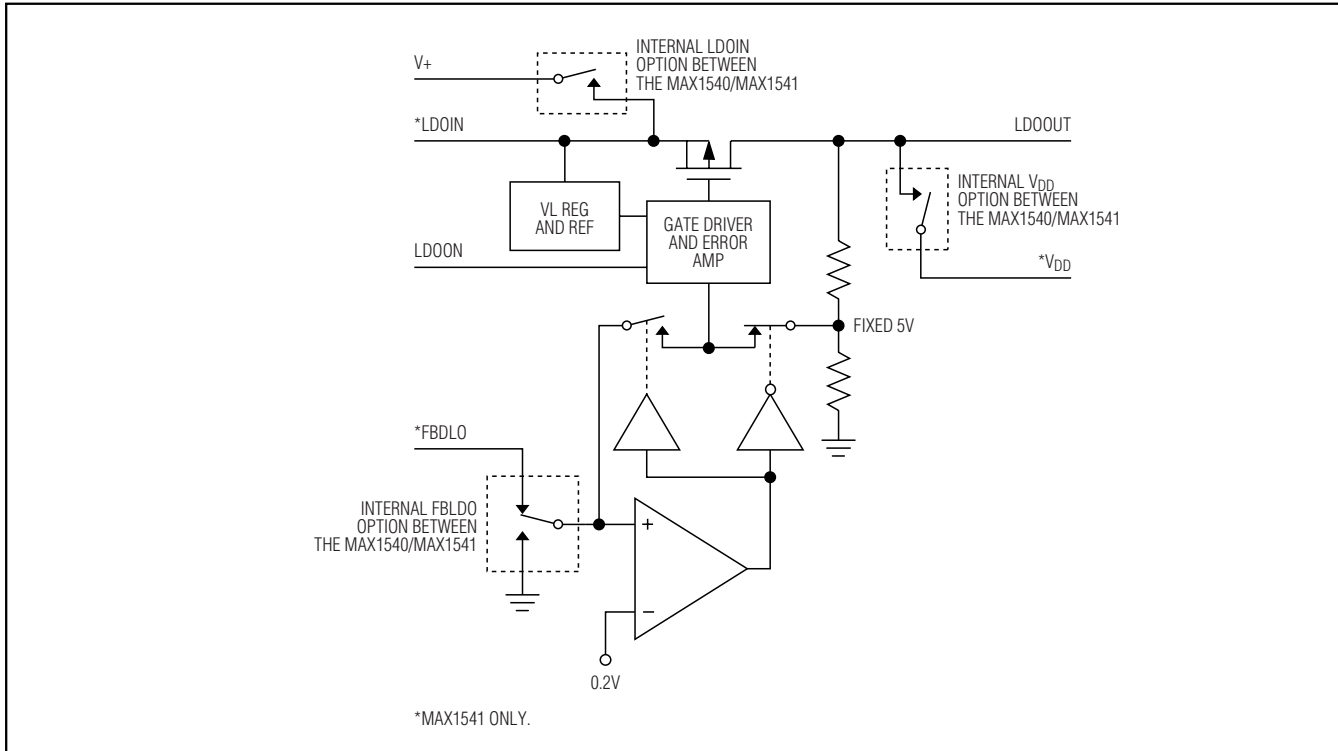 V+
INTERNAL LDOIN
OPTION BETWEEN
THE MAX1540/MAX1541
*LDOIN
LDOOUT
VL REG
AND REF
GATE DRIVER
AND ERROR
AMP
INTERNAL VDD
OPTION BETWEEN
THE MAX1540/MAX1541
LDOON
*VDD
FIXED 5V
*FBDLO
INTERNAL FBLDO
OPTION BETWEEN
THE MAX1540/MAX1541
+
−
0.2V
*MAX1541 ONLY.